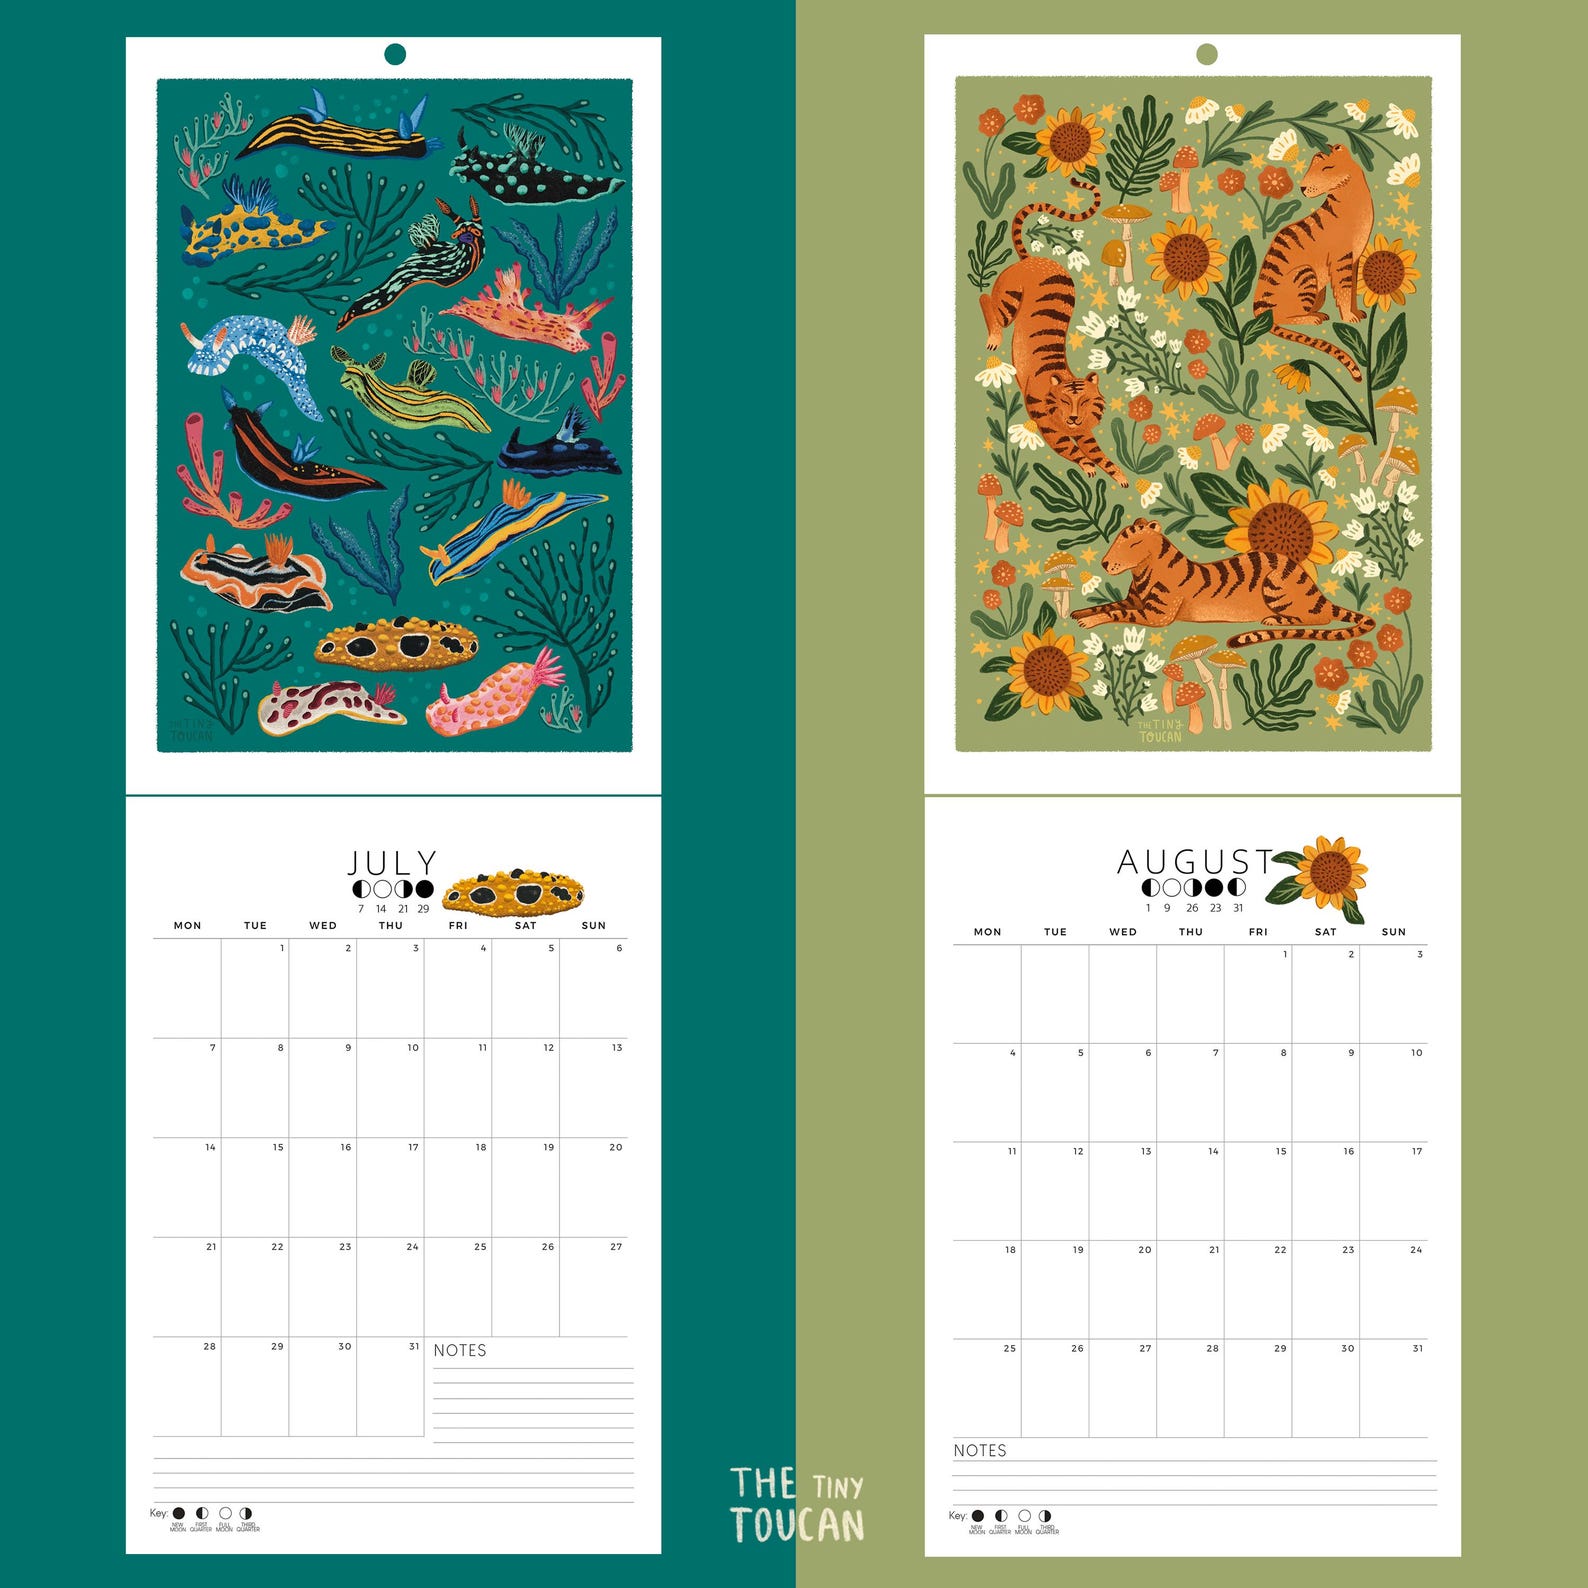 THE TINY
TOUCAN
JULY
7 14 21 29
MON TUE WED THU FRI SAT SUN
1 2 3 4 5 6
7 8 9 10 11 12 13
14 15 16 17 18 19 20
21 22 23 24 25 26 27
28 29 30 31
NOTES
Key:
NEW MOON FIRST QUARTER FULL MOON THIRD QUARTER
THE TINY
TOUCAN
AUGUST
1 9 26 23 31
MON TUE WED THU FRI SAT SUN
1 2 3
4 5 6 7 8 9 10
11 12 13 14 15 16 17
18 19 20 21 22 23 24
25 26 27 28 29 30 31
NOTES
Key:
NEW MOON FIRST QUARTER FULL MOON THIRD QUARTER
THE TINY
TOUCAN